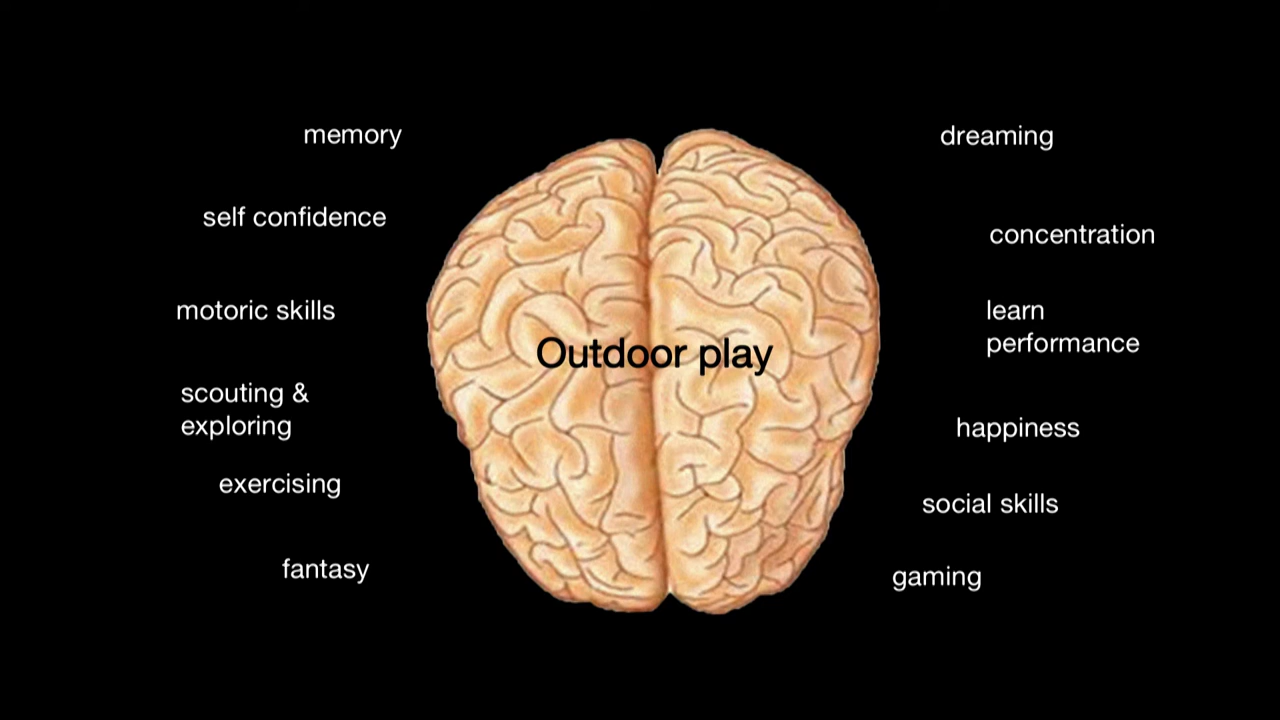 memory
dreaming
self confidence
concentration
motoric skills
learn
performance
Outdoor play
scouting &
exploring
happiness
exercising
social skills
fantasy
gaming